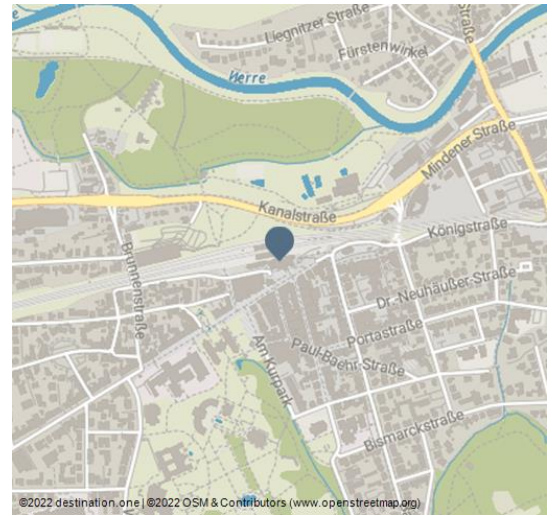 Liegnitzer Straße
Straße
Fürstenwinkel
Werre
Mindener Straße
Kanalstraße
Königstraße
Brunnenstraße
Dr.-Neuhäußer-Straße
Portastraße
Am Kurpark
Paul-Baehr-Straße
Bismarckstraße
©2022 destination.one | ©2022 OSM & Contributors (www.openstreetmap.org)